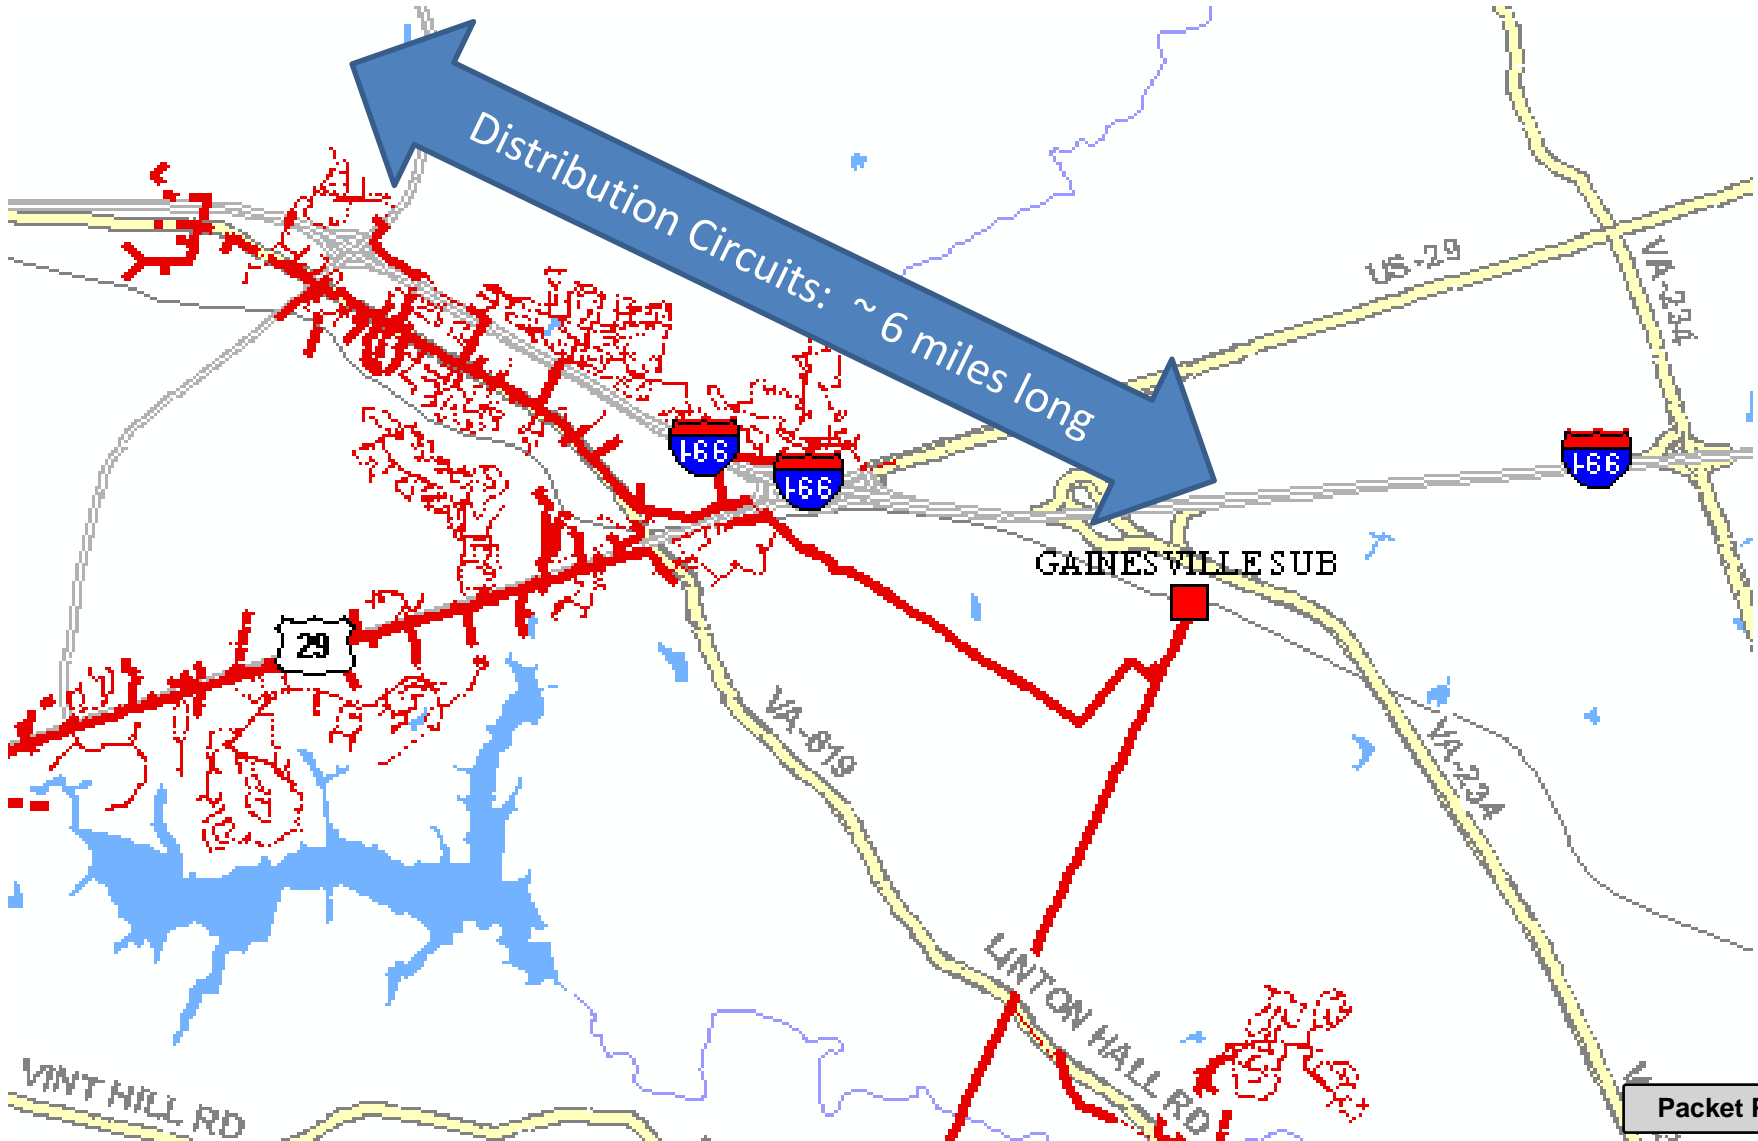 Distribution Circuits: ~ 6 miles long
US-29
VA-234
I-66
I-66
I-66
GAINESVILLE SUB
29
VA-619
VA-234
LINTON HALL RD
VINT HILL RD
Packet